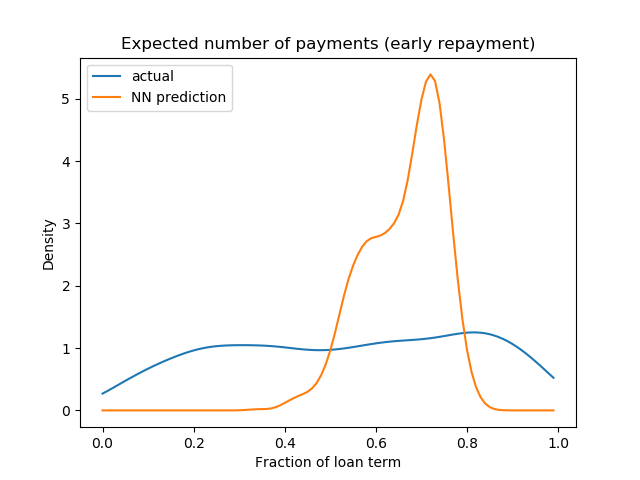 Expected number of payments (early repayment)
actual
NN prediction
5
4
3
2
1
0
Density
0.0 0.2 0.4 0.6 0.8 1.0
Fraction of loan term